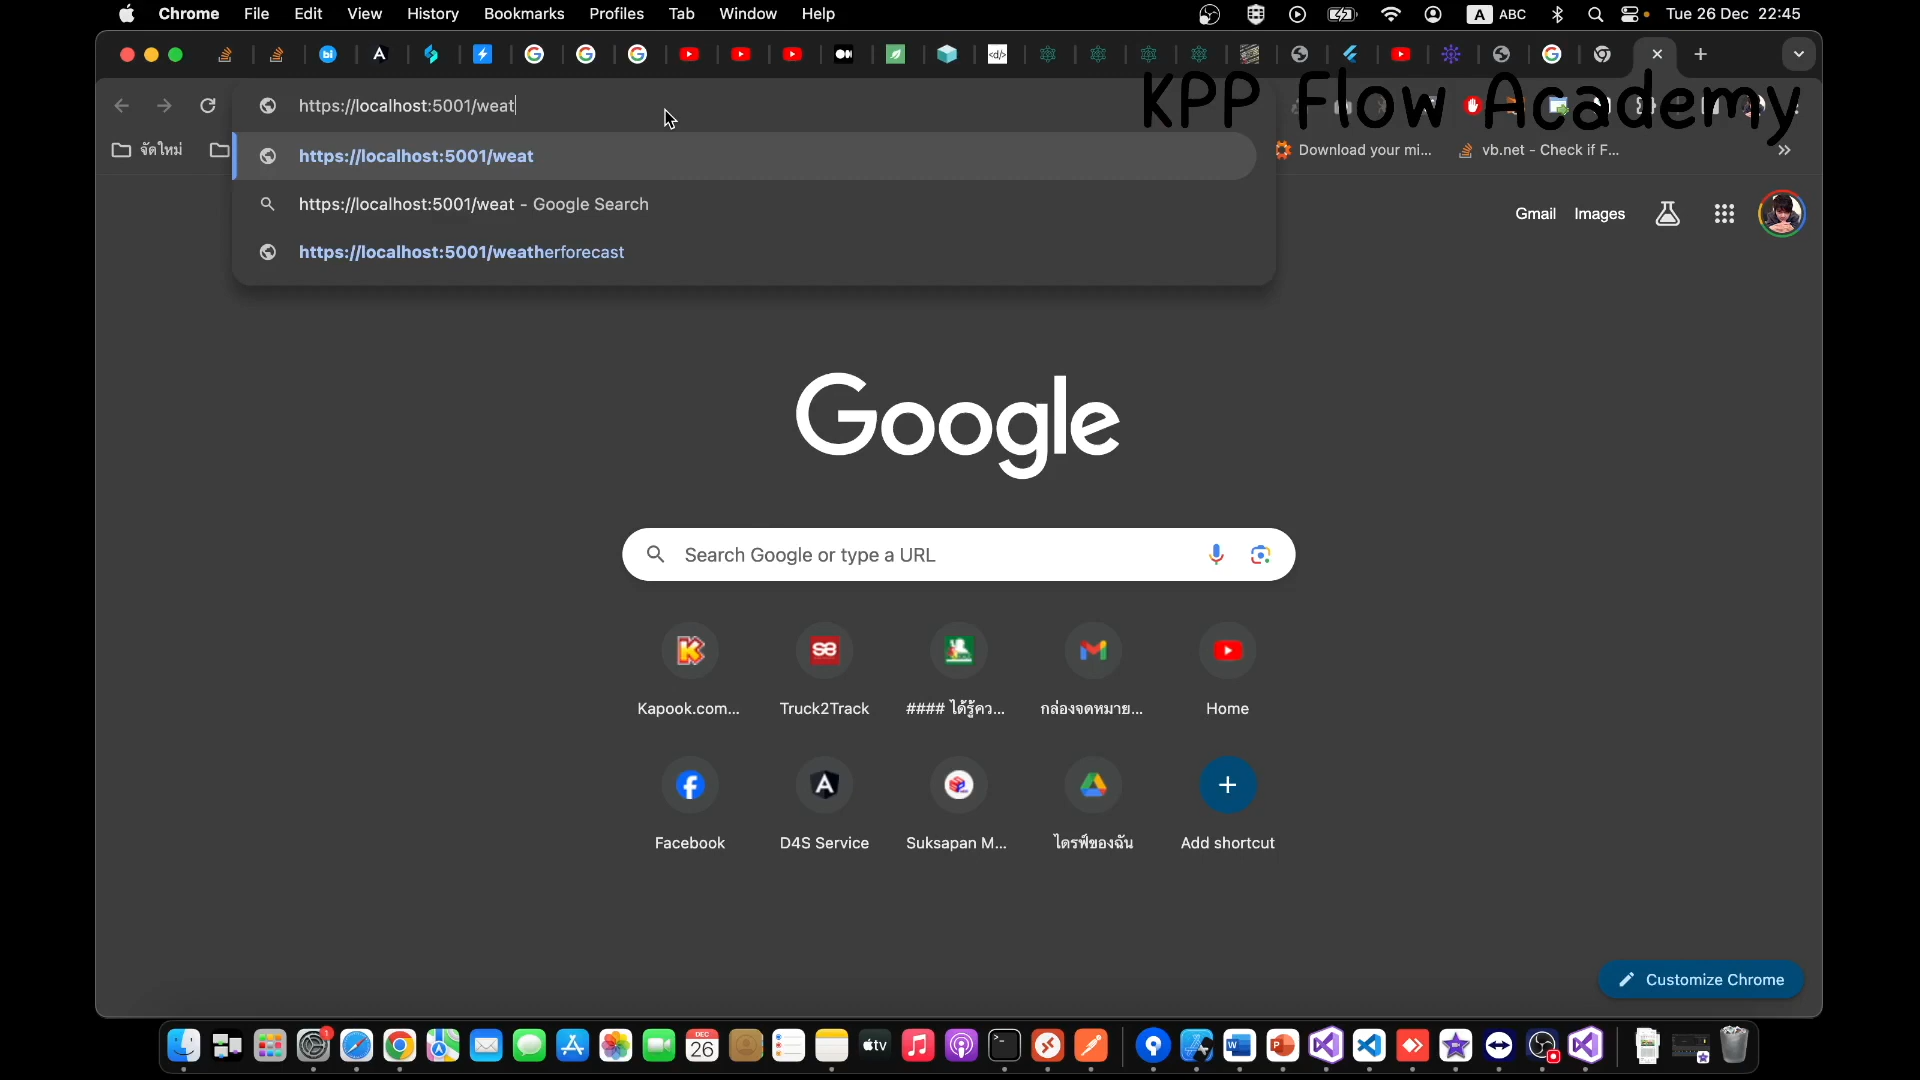 Chrome File Edit View History Bookmarks Profiles Tab Window Help
A ABC Tue 26 Dec 22:45
KPP Flow Academy
https://localhost:5001/weat
จัดใหม่
Download your mi...
vb.net - Check if F...
https://localhost:5001/weat
https://localhost:5001/weat - Google Search
https://localhost:5001/weatherforecast
Gmail Images
Google
Search Google or type a URL
Kapook.com...
Truck2Track
#### ได้รู้คว...
กล่องจดหมาย...
Home
Facebook
D4S Service
Suksapan M...
ไดรฟ์ของฉัน
Add shortcut
Customize Chrome
1
DEC
26
tv